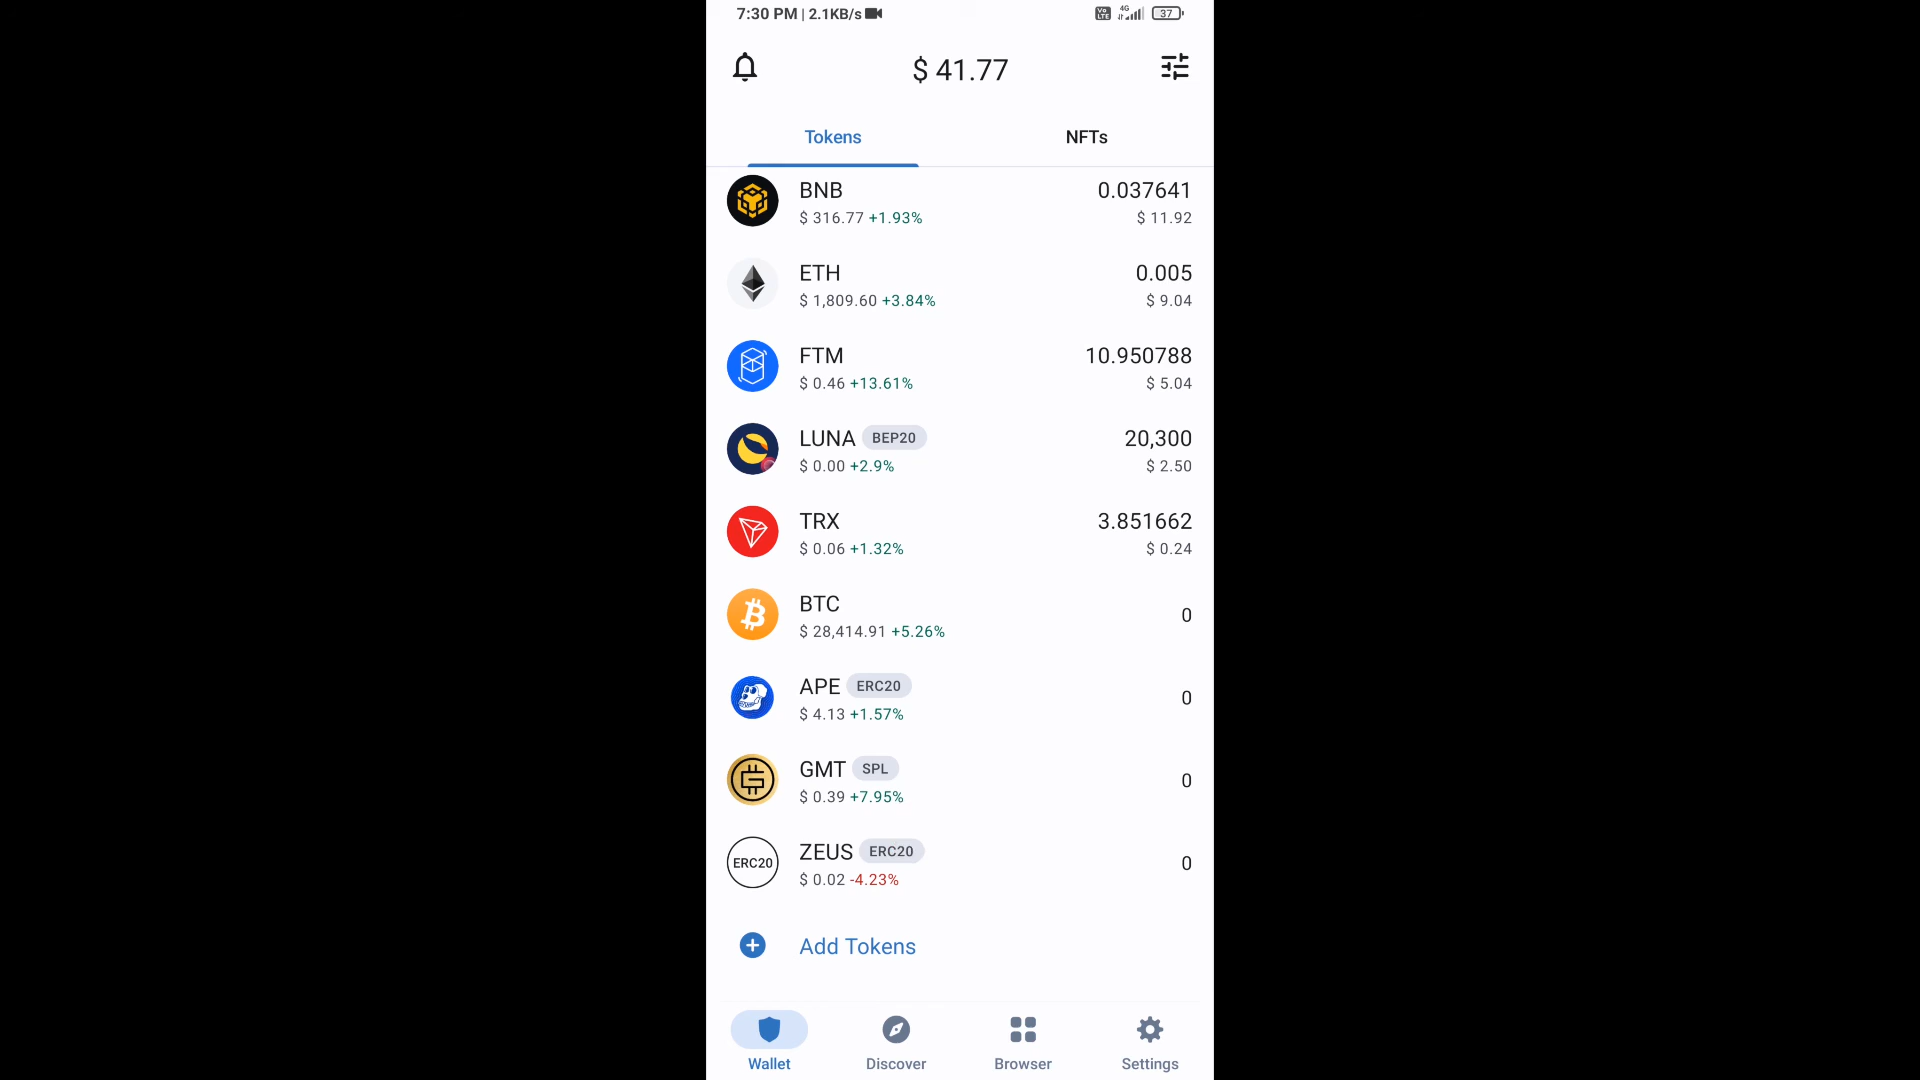 7:30 PM | 2.1KB/s
Vo LTE 4G 37
$ 41.77
Tokens NFTs
BNB 0.037641
$ 316.77 +1.93% $ 11.92
ETH 0.005
$ 1,809.60 +3.84% $ 9.04
FTM 10.950788
$ 0.46 +13.61% $ 5.04
LUNA BEP20 20,300
$ 0.00 +2.9% $ 2.50
TRX 3.851662
$ 0.06 +1.32% $ 0.24
BTC 0
$ 28,414.91 +5.26%
APE ERC20 0
$ 4.13 +1.57%
GMT SPL 0
$ 0.39 +7.95%
ERC20 ZEUS ERC20 0
$ 0.02 -4.23%
Add Tokens
Wallet Discover Browser Settings